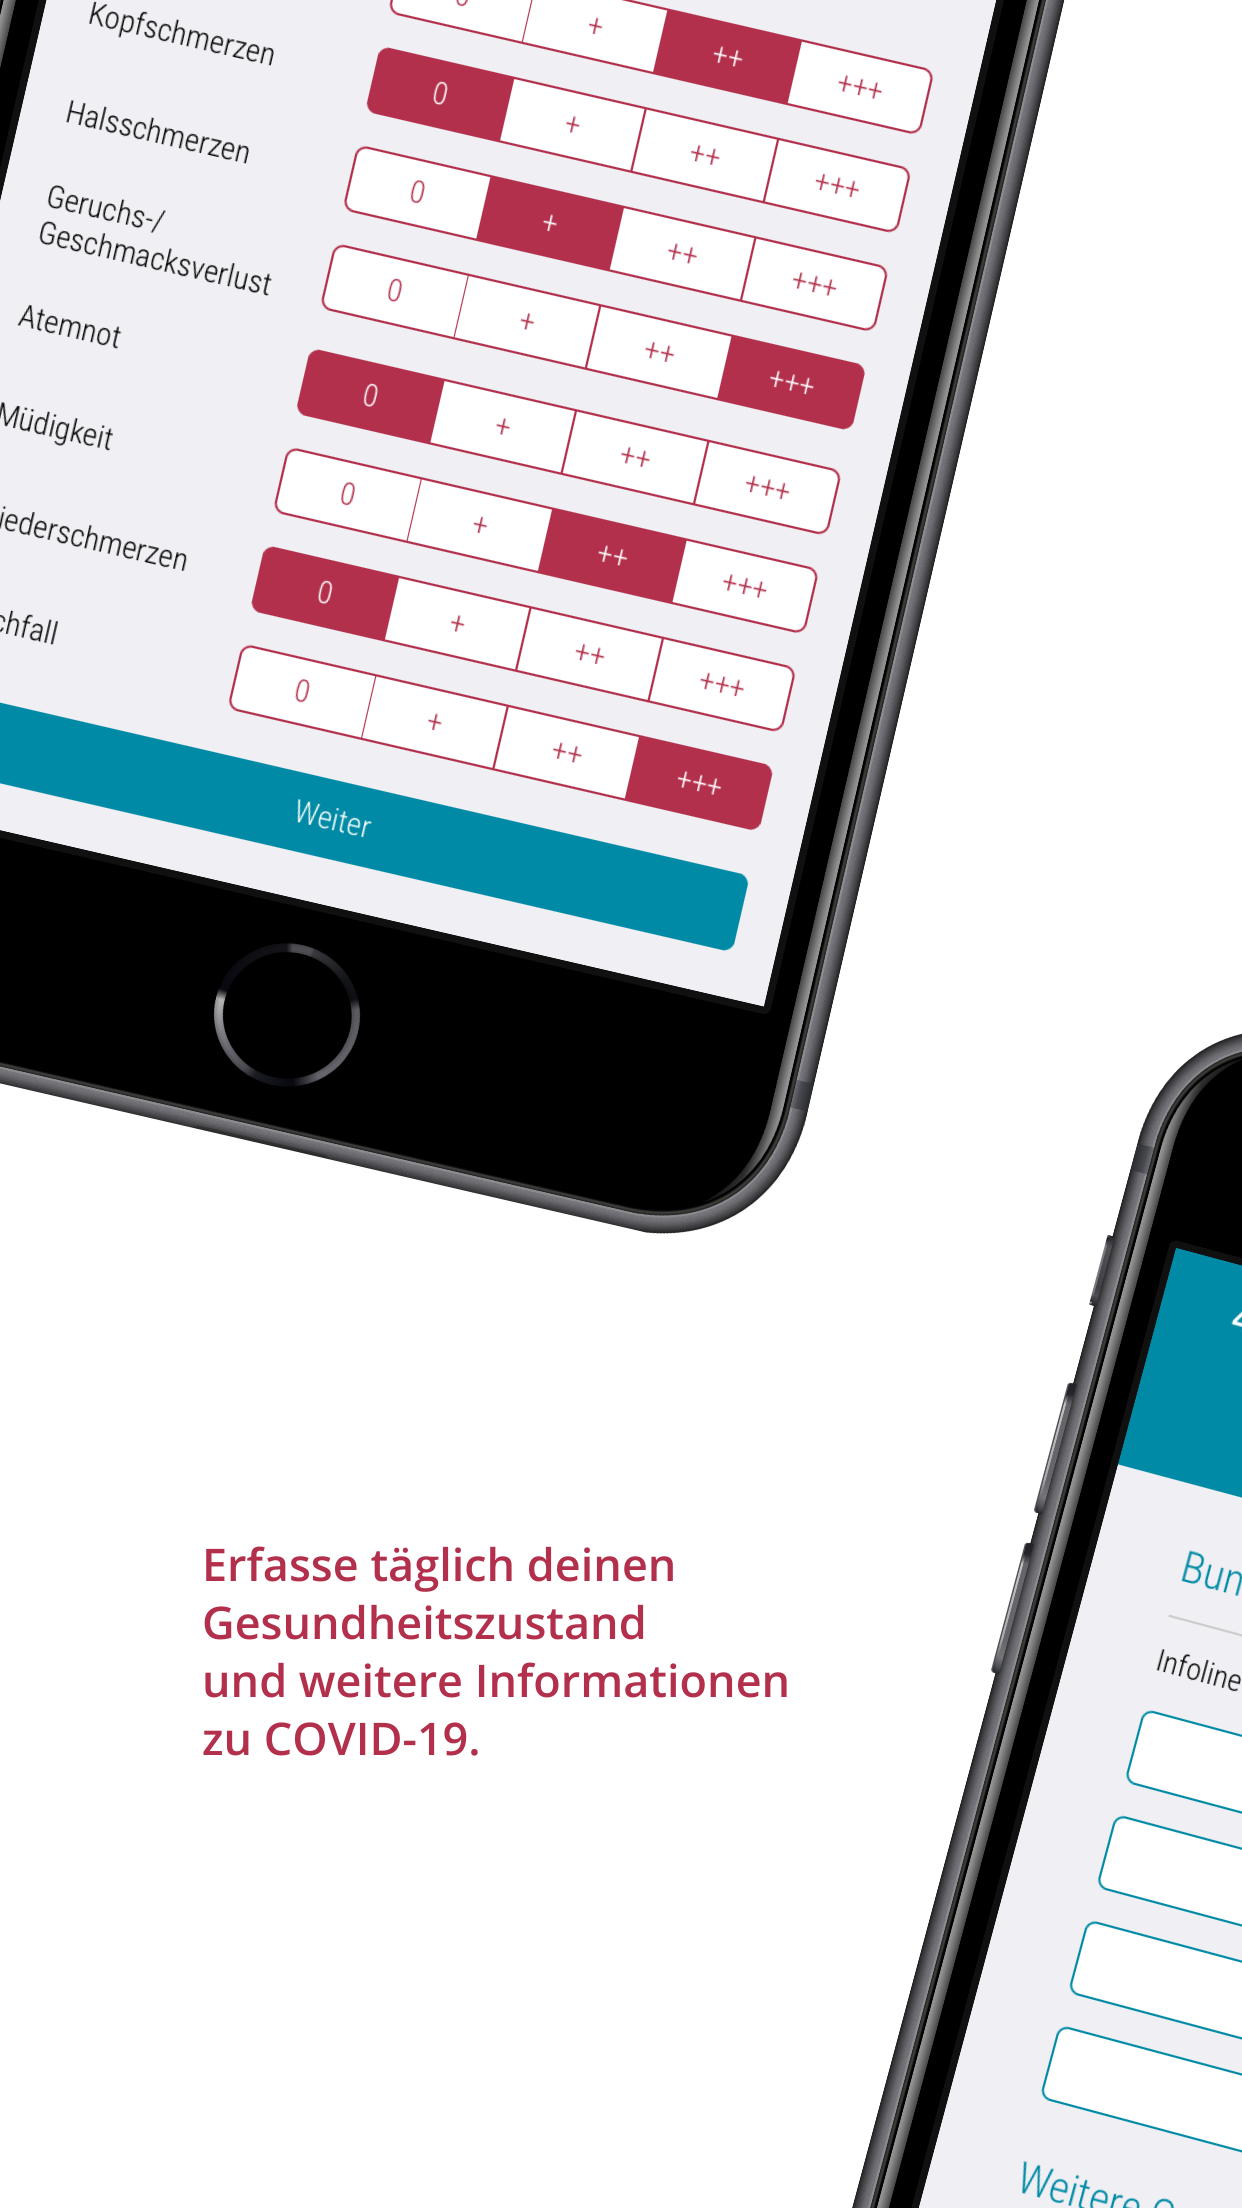 0 + ++ +++
Kopfschmerzen 0 + ++ +++
Halsschmerzen 0 + ++ +++
Geruchs-/
Geschmacksverlust 0 + ++ +++
Atemnot 0 + ++ +++
Müdigkeit 0 + ++ +++
iederschmerzen 0 + ++ +++
chfall 0 + ++ +++
Weiter
Erfasse täglich deinen
Gesundheitszustand
und weitere Informationen
zu COVID-19.
Bun
Infoline
Weitere